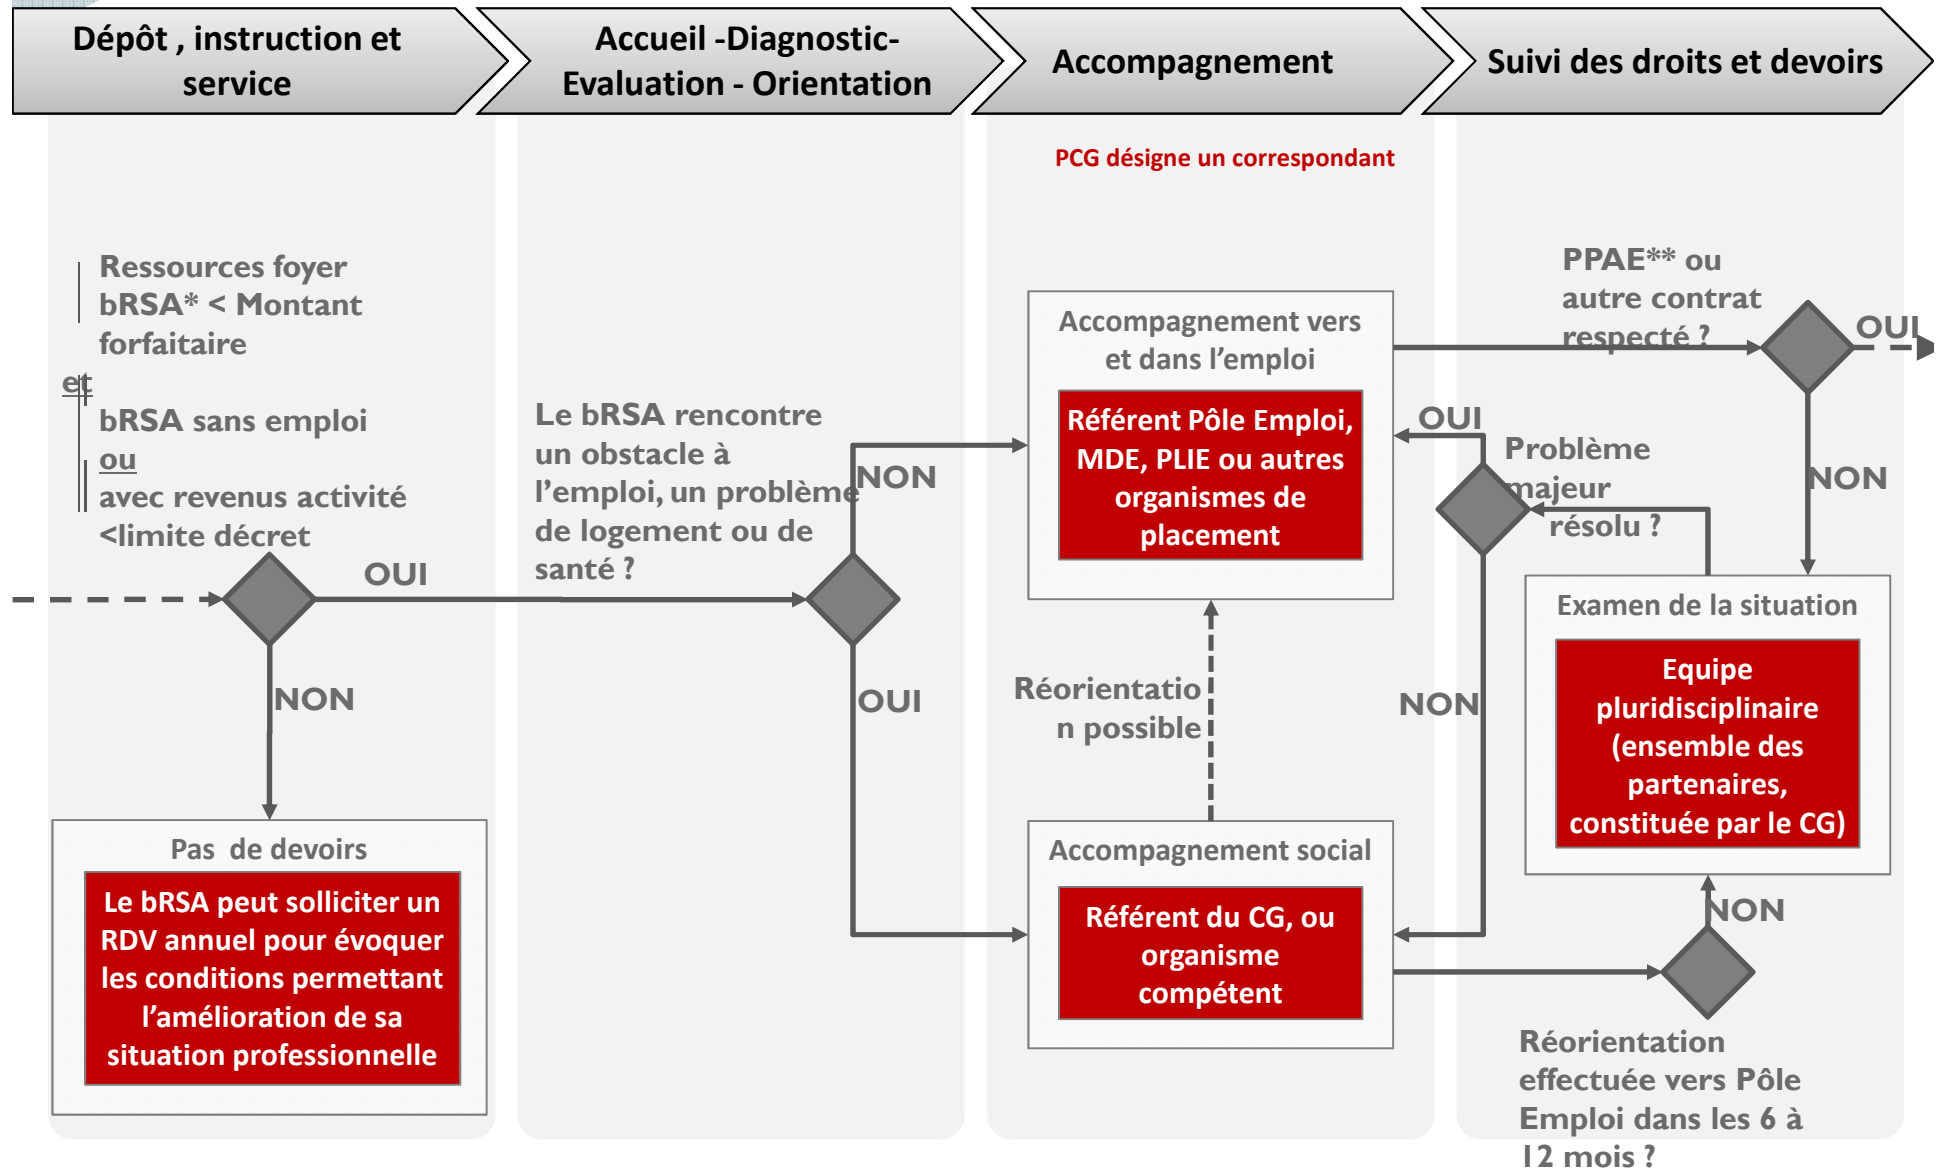 Dépôt , instruction et
service
Accueil -Diagnostic-
Evaluation - Orientation
Accompagnement
Suivi des droits et devoirs
PCG désigne un correspondant
Ressources foyer
bRSA* < Montant
forfaitaire
et
bRSA sans emploi
ou
avec revenus activité
<limite décret
OUI
NON
Pas de devoirs
Le bRSA peut solliciter un
RDV annuel pour évoquer
les conditions permettant
l’amélioration de sa
situation professionnelle
Le bRSA rencontre
un obstacle à
l’emploi, un problème
de logement ou de
santé ?
NON
OUI
Accompagnement vers
et dans l’emploi
Référent Pôle Emploi,
MDE, PLIE ou autres
organismes de
placement
Réorientatio
n possible
Accompagnement social
Référent du CG, ou
organisme
compétent
PPAE** ou
autre contrat
respecté ?
OUI
NON
OUI
Problème
majeur
résolu ?
NON
Examen de la situation
Equipe
pluridisciplinaire
(ensemble des
partenaires,
constituée par le CG)
NON
Réorientation
effectuée vers Pôle
Emploi dans les 6 à
12 mois ?